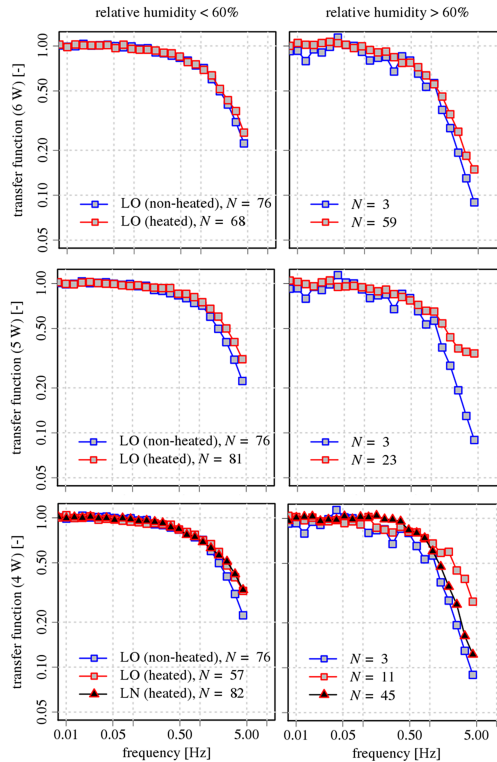 relative humidity < 60%
relative humidity > 60%
transfer function (6 W) [-]
1.00
0.50
0.20
0.10
0.05
LO (non-heated), N = 76
LO (heated), N = 68
N = 3
N = 59
transfer function (5 W) [-]
1.00
0.50
0.20
0.10
0.05
LO (non-heated), N = 76
LO (heated), N = 81
N = 3
N = 23
transfer function (4 W) [-]
1.00
0.50
0.20
0.10
0.05
LO (non-heated), N = 76
LO (heated), N = 57
LN (heated), N = 82
N = 3
N = 11
N = 45
0.01 0.05 0.50 5.00
0.01 0.05 0.50 5.00
frequency [Hz]
frequency [Hz]